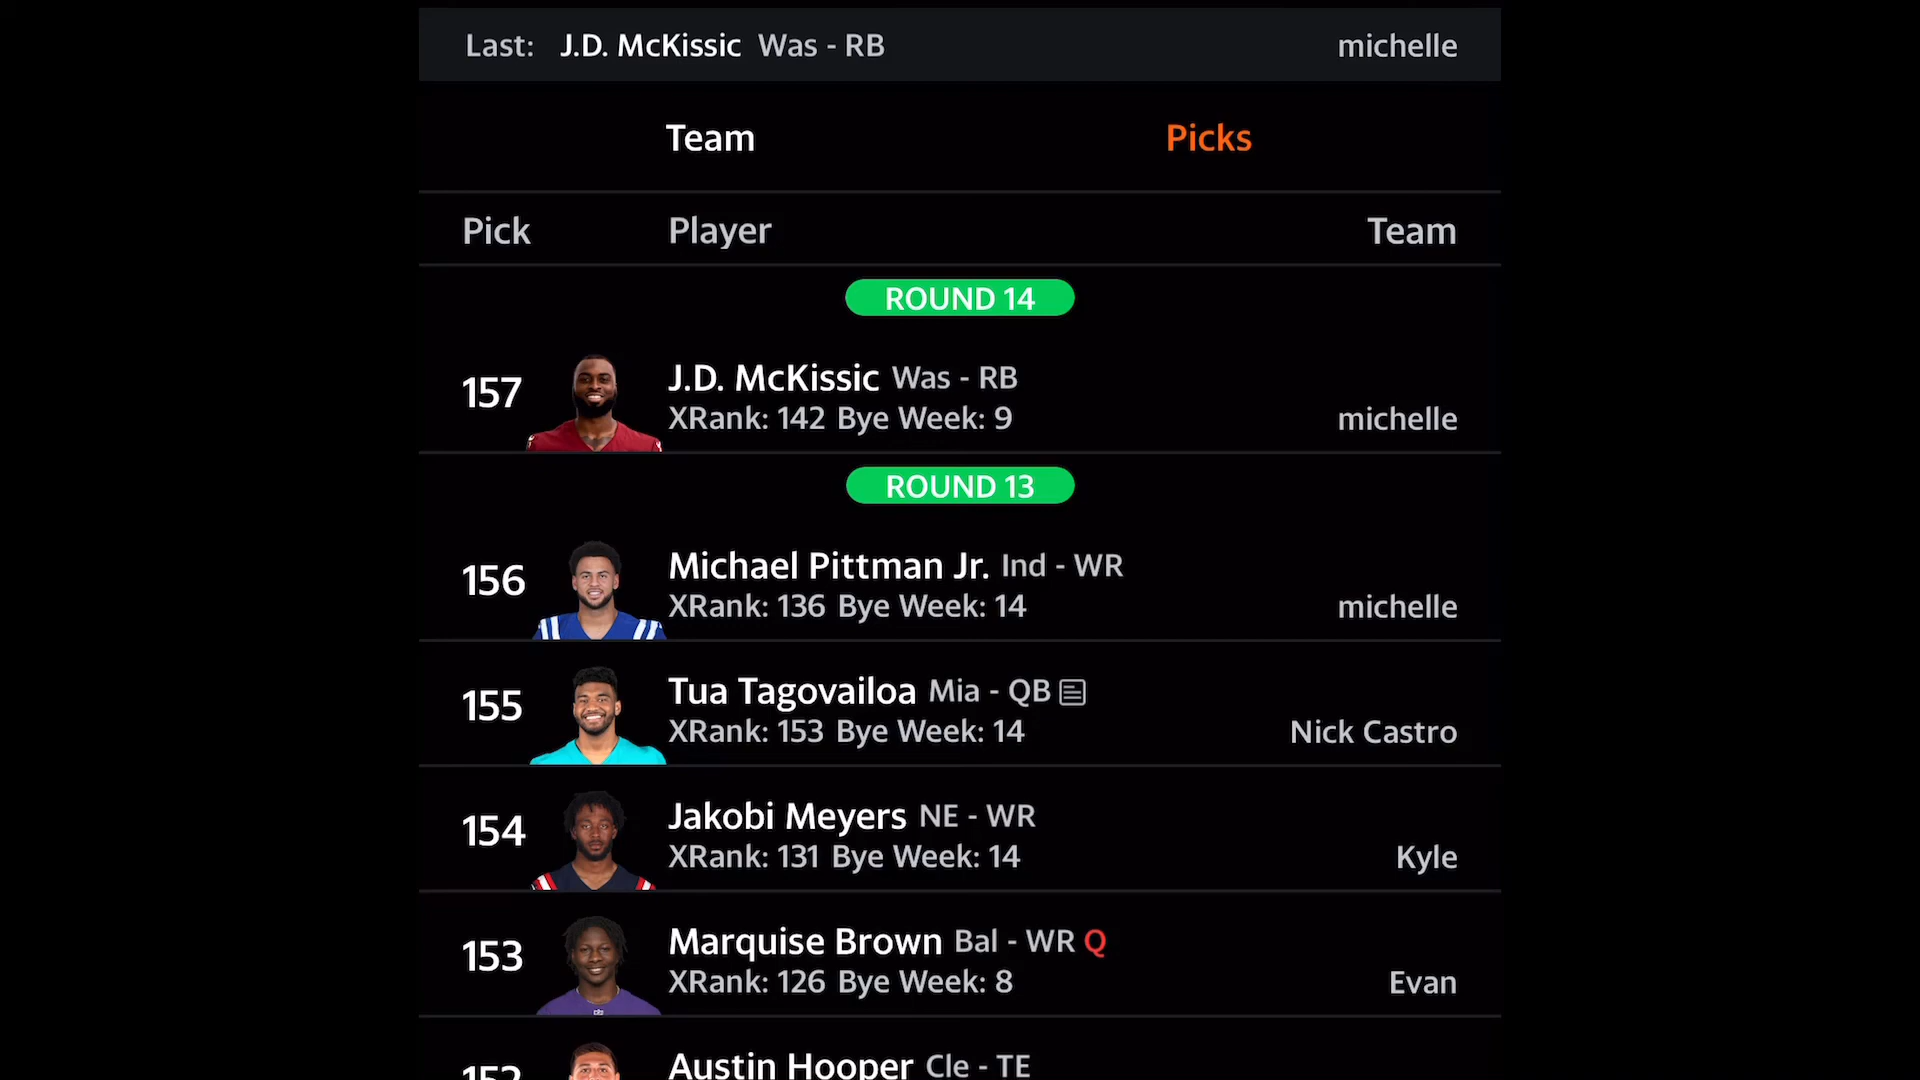 Last: J.D. McKissic Was - RB michelle
Team Picks
Pick Player Team
ROUND 14
157 J.D. McKissic Was - RB
XRank: 142 Bye Week: 9 michelle
ROUND 13
156 Michael Pittman Jr. Ind - WR
XRank: 136 Bye Week: 14 michelle
155 Tua Tagovailoa Mia - QB
XRank: 153 Bye Week: 14 Nick Castro
154 Jakobi Meyers NE - WR
XRank: 131 Bye Week: 14 Kyle
153 Marquise Brown Bal - WR Q
XRank: 126 Bye Week: 8 Evan
152 Austin Hooper Cle - TE